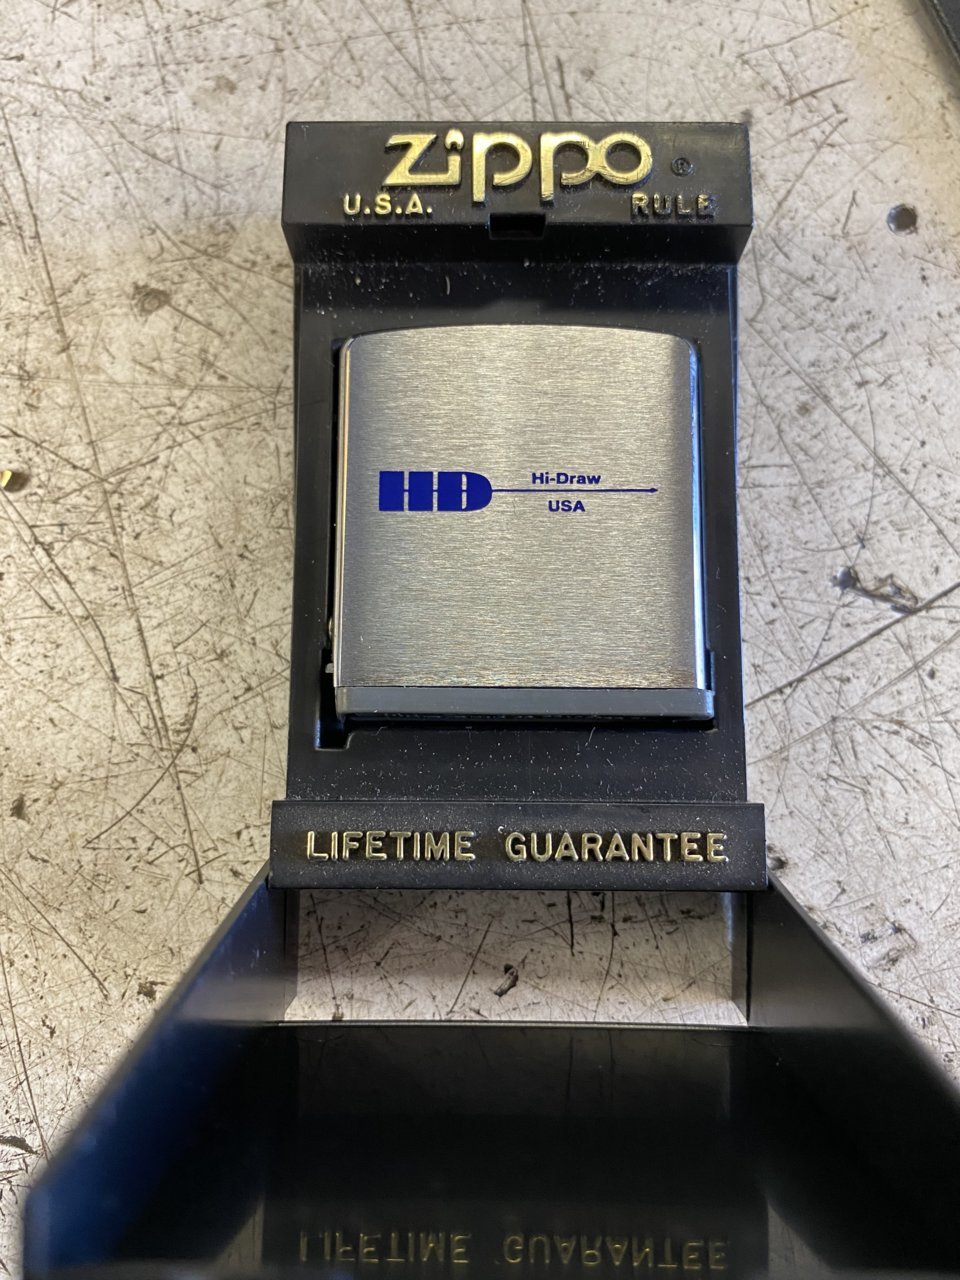 zippo ®
U.S.A. RULE
HD Hi-Draw
USA
LIFETIME GUARANTEE
LIFETIME GUARANTEE